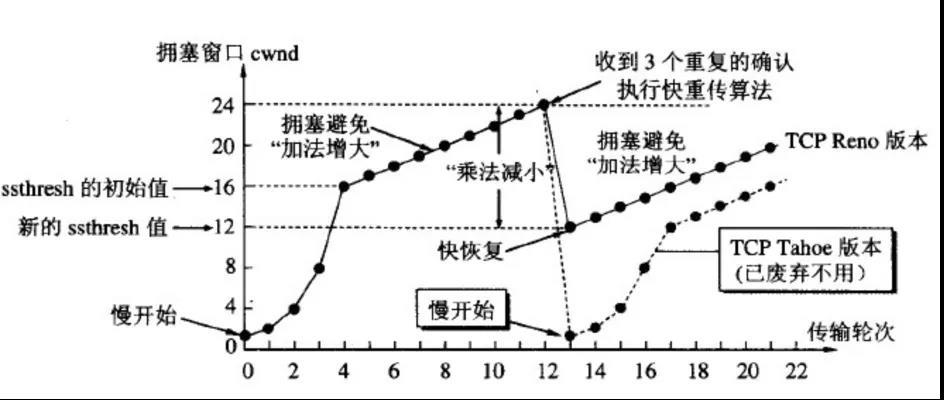 拥塞窗口 cwnd
收到 3 个重复的确认
执行快重传算法
24
拥塞避免
“加法增大”
拥塞避免
“加法增大”
TCP Reno 版本
20
“乘法减小”
ssthresh 的初始值
16
新的 ssthresh 值
12
快恢复
TCP Tahoe 版本
(已废弃不用)
8
4
慢开始
慢开始
传输轮次
0
0 2 4 6 8 10 12 14 16 18 20 22